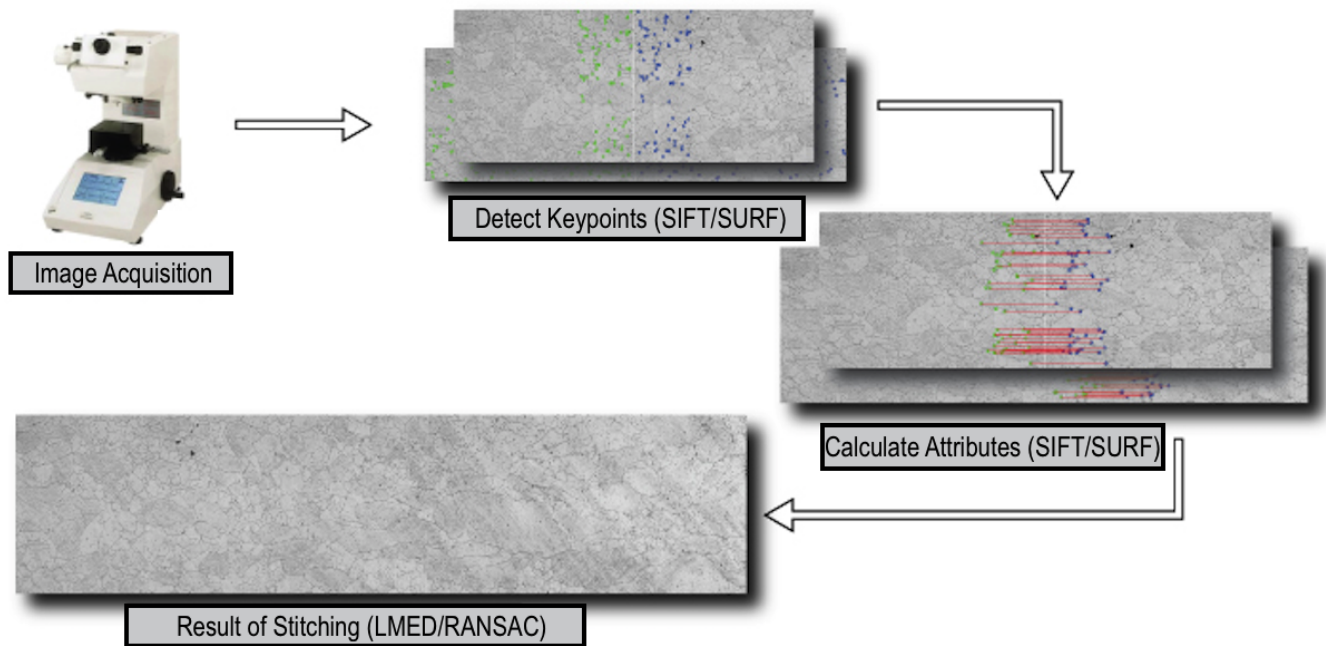 Image Acquisition
Detect Keypoints (SIFT/SURF)
Calculate Attributes (SIFT/SURF)
Result of Stitching (LMED/RANSAC)